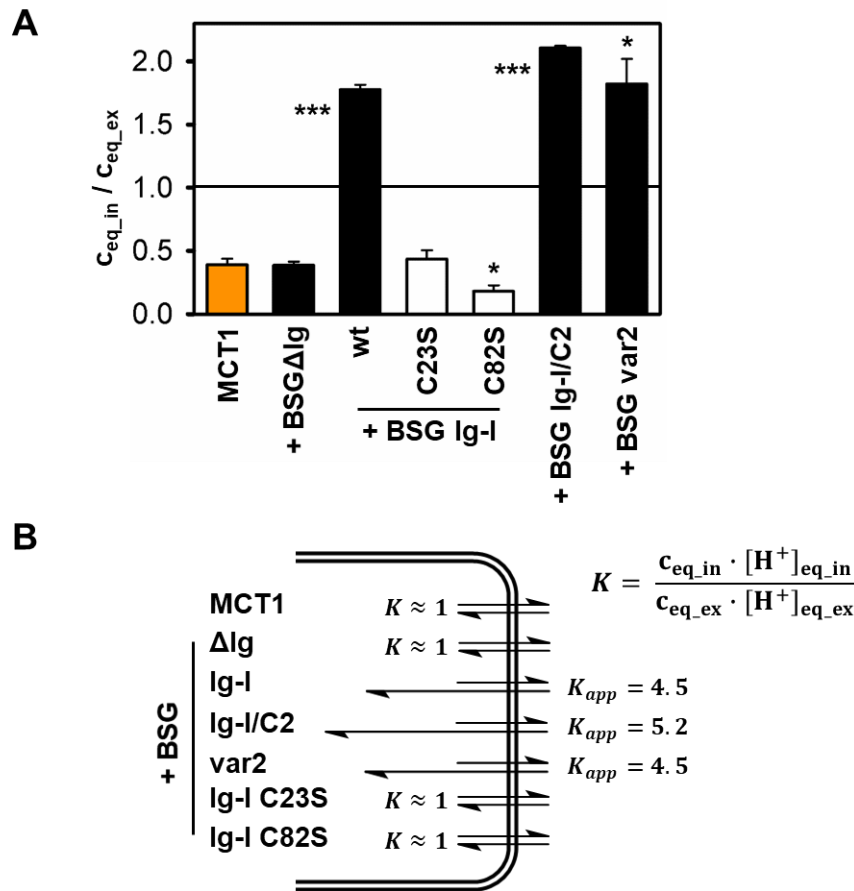 A
c_eq_in / c_eq_ex
2.0
1.5
1.0
0.5
0.0
***
*
***
*
MCT1
+ BSGΔIg
wt
C23S
C82S
+ BSG Ig-I
+ BSG Ig-I/C2
+ BSG var2
B
K = c_eq_in · [H⁺]_eq_in
c_eq_ex · [H⁺]_eq_ex
+ BSG
MCT1 K ≈ 1
ΔIg K ≈ 1
Ig-I K_app = 4.5
Ig-I/C2 K_app = 5.2
var2 K_app = 4.5
Ig-I C23S K ≈ 1
Ig-I C82S K ≈ 1